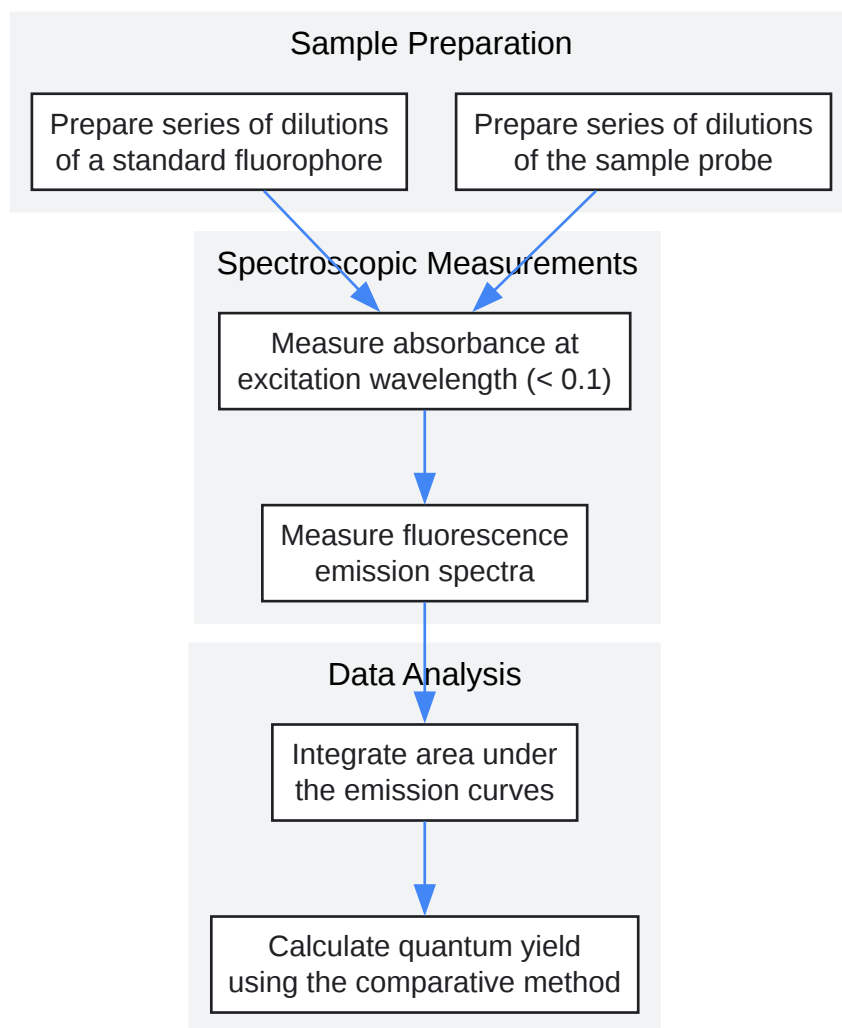 Sample Preparation
Prepare series of dilutions
of a standard fluorophore
Prepare series of dilutions
of the sample probe
Spectroscopic Measurements
Measure absorbance at
excitation wavelength (< 0.1)
Measure fluorescence
emission spectra
Data Analysis
Integrate area under
the emission curves
Calculate quantum yield
using the comparative method